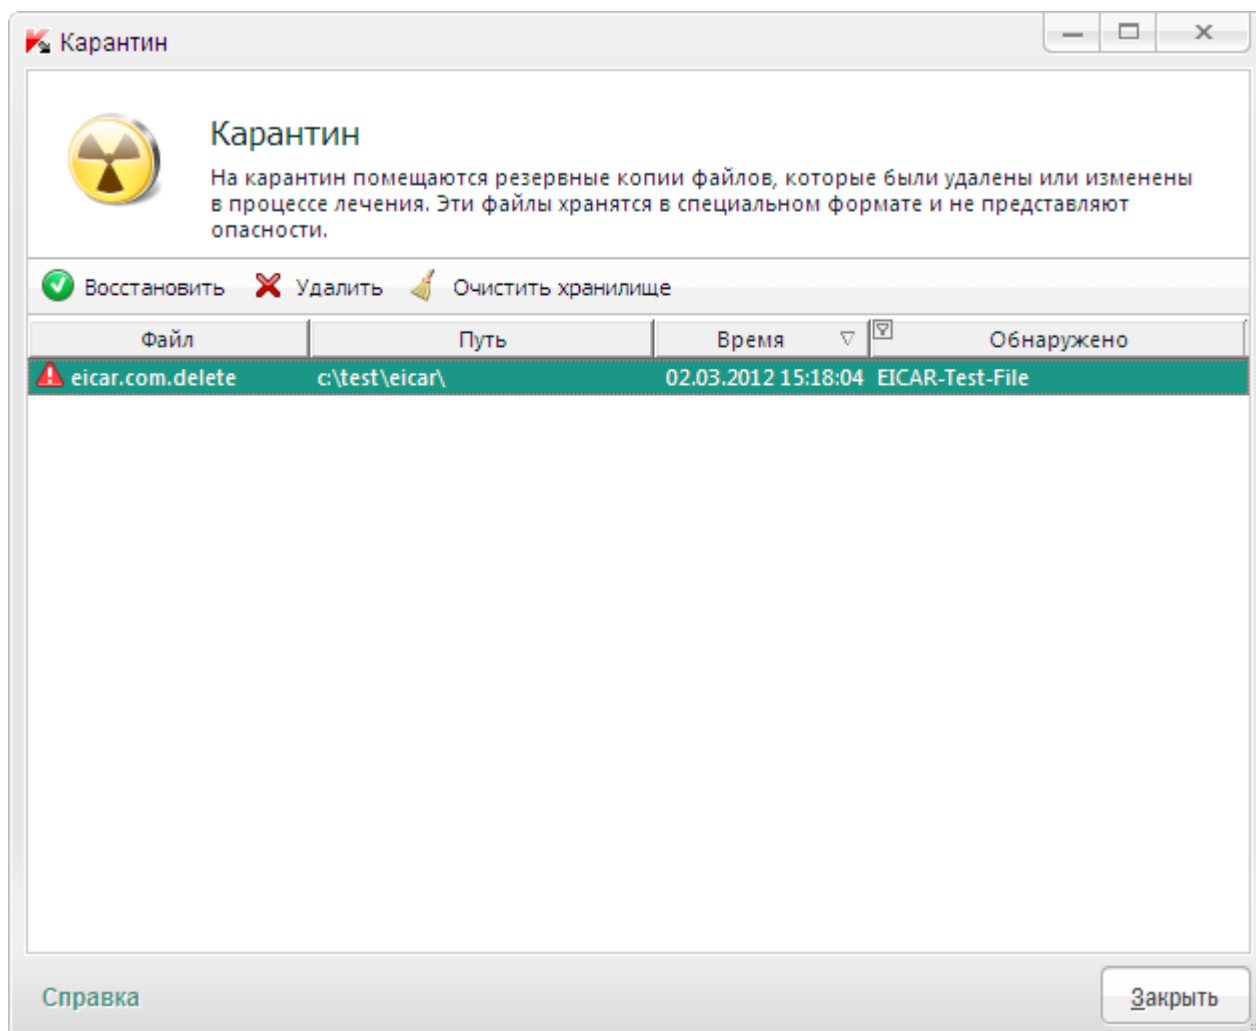 Карантин
Карантин
На карантин помещаются резервные копии файлов, которые были удалены или изменены
в процессе лечения. Эти файлы хранятся в специальном формате и не представляют
опасности.
Восстановить Удалить Очистить хранилище
Файл Путь Время Обнаружено
eicar.com.delete c:\test\eicar\ 02.03.2012 15:18:04 EICAR-Test-File
Справка Закрыть